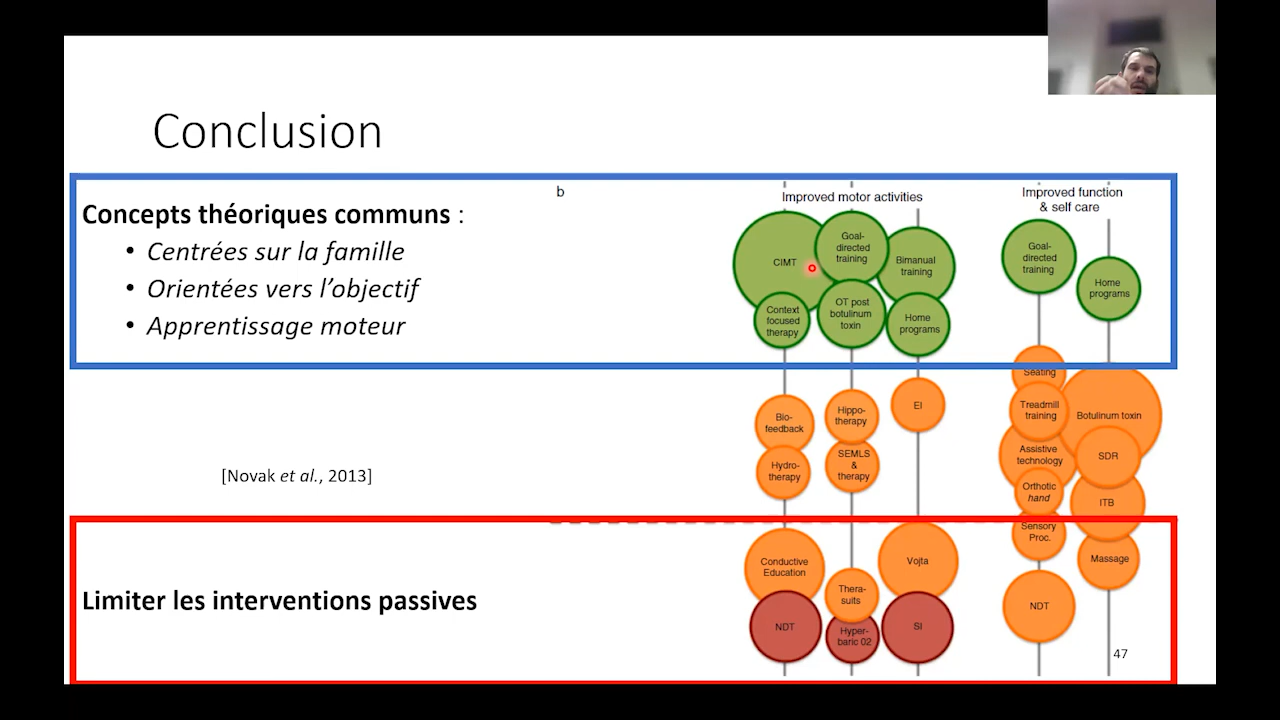 Conclusion
Concepts théoriques communs :
• Centrées sur la famille
• Orientées vers l’objectif
• Apprentissage moteur
[Novak et al., 2013]
Limiter les interventions passives
b
Improved motor activities
CIMT
Goal-
directed
training
Bimanual
training
Context
focused
therapy
OT post
botulinum
toxin
Home
programs
Bio-
feedback
Hippo-
therapy
EI
Hydro-
therapy
SEMLS
&
therapy
Conductive
Education
Thera-
suits
Vojta
NDT
Hyper-
baric 02
SI
Improved function
& self care
Goal-
directed
training
Home
programs
Seating
Treadmill
training
Botulinum toxin
Assistive
technology
SDR
Orthotic
hand
ITB
Sensory
Proc.
Massage
NDT
47